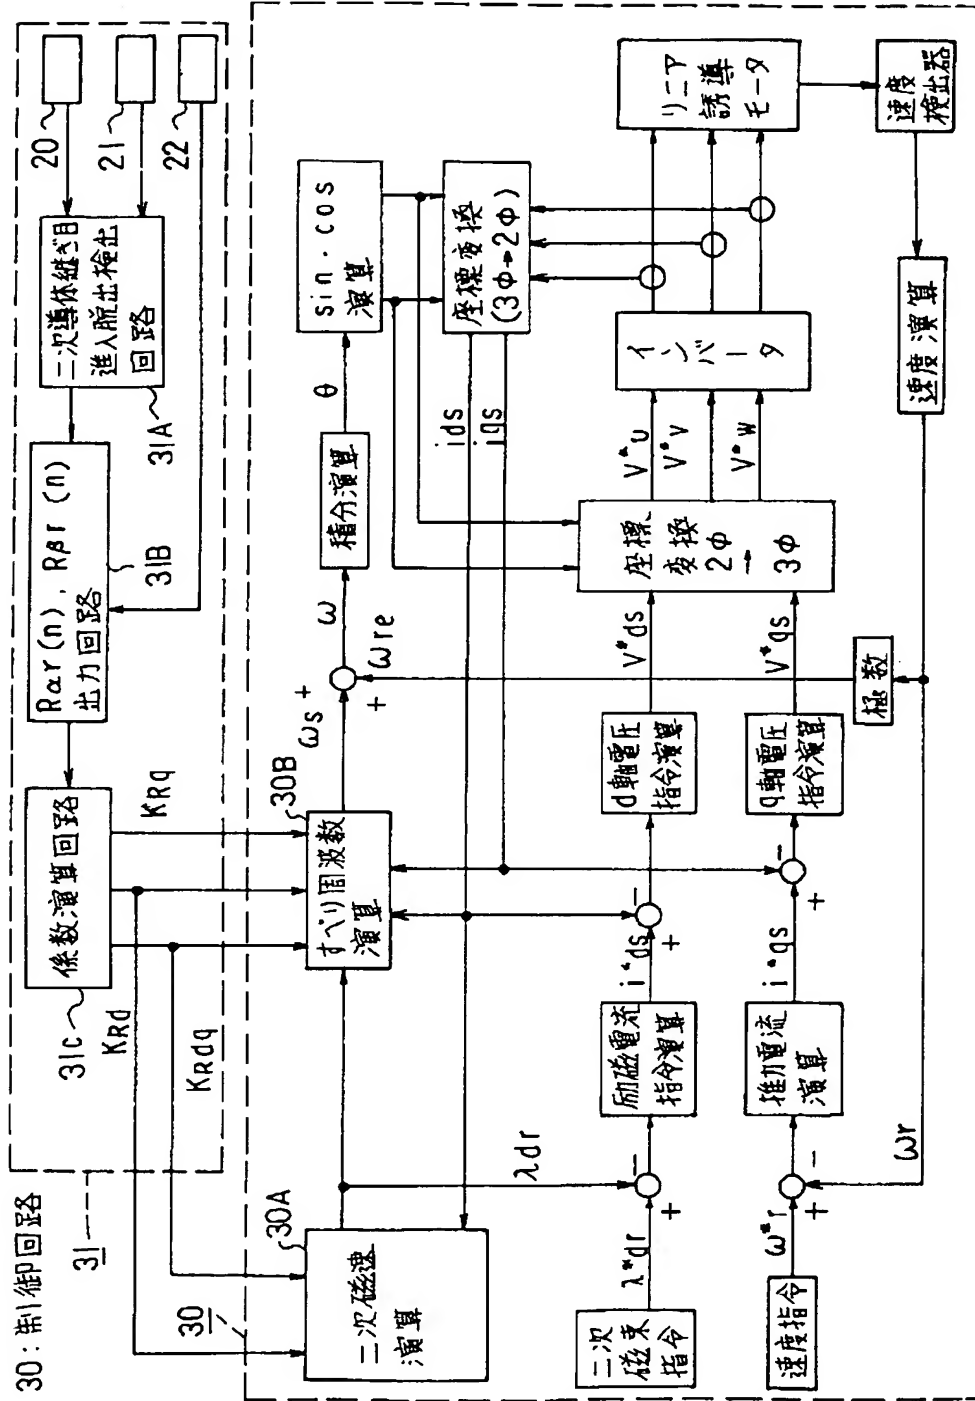 30:制御回路
31
20
21
22
二次導体継ぎ目
進入脱出検出
回路
31A
Rαr(n), Rβr(n)
出力回路
31B
係数演算回路
31C
KRq
KRd
KRdq
30
30A
二次磁速
演算
30B
すべり周波数
演算
ωs
+
+
ωre
ω
積分演算
θ
sin・cos
演算
座標変換
(3φ→2φ)
ids
iqs
λdr
二次
磁束
指令
λ*dr
+
−
励磁電流
指令演算
i*ds
+
−
d軸電圧
指令演算
V*ds
速度指令
ω*r
+
−
推力電流
演算
i*qs
+
−
q軸電圧
指令演算
V*qs
座標
変換
2φ
→
3φ
V*u
V*v
V*w
インバータ
リニア
誘導
モータ
速度
検出器
速度演算
極数
ωr